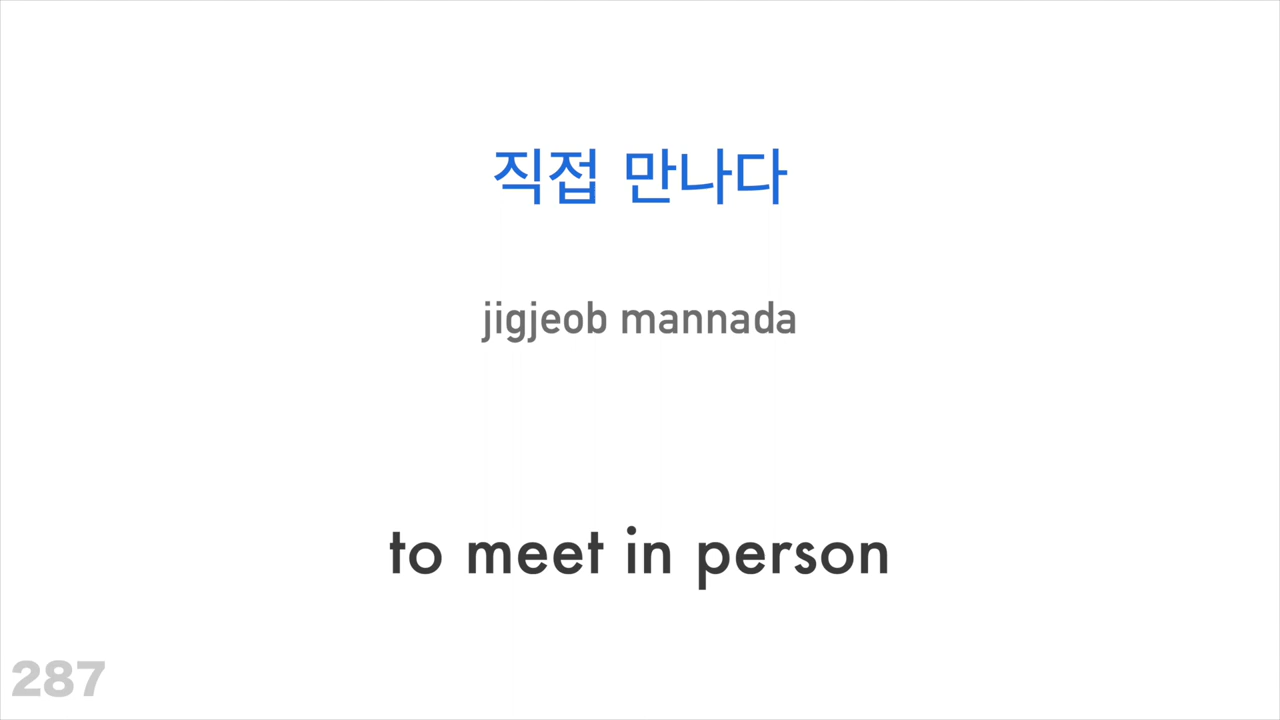 직접 만나다
jigjeob mannada
to meet in person
287